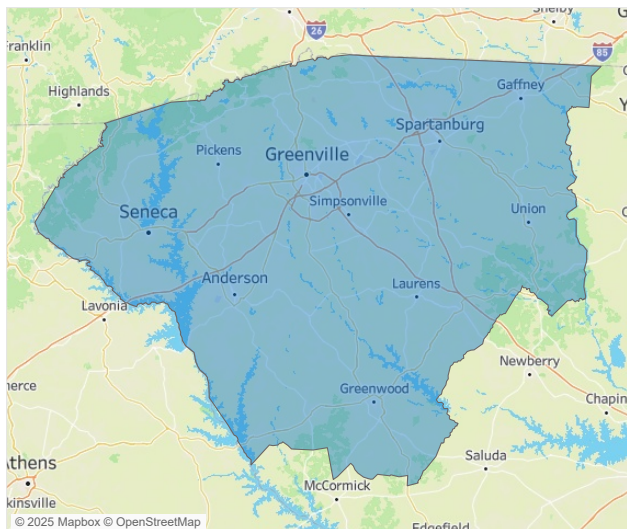 26
Shelby
G
Franklin
85
Highlands
Gaffney
Y
Spartanburg
Pickens
Greenville
Simpsonville
Seneca
Union
Anderson
Laurens
Lavonia
Newberry
merce
Greenwood
Chapin
Saluda
Athens
McCormick
kinsville
© 2025 Mapbox © OpenStreetMap
Edgefield